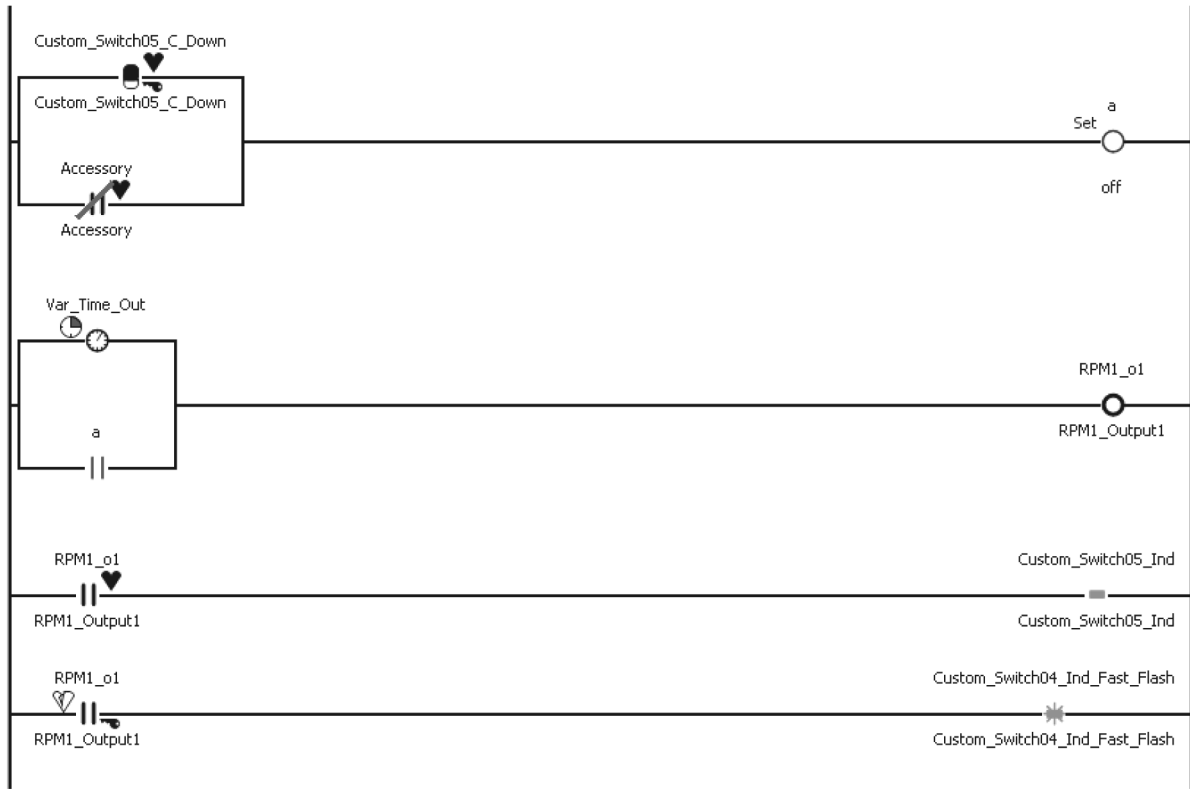 Custom_Switch05_C_Down
Custom_Switch05_C_Down
a
Set
off
Accessory
Accessory
Var_Time_Out
a
RPM1_o1
RPM1_Output1
RPM1_o1
RPM1_Output1
Custom_Switch05_Ind
Custom_Switch05_Ind
RPM1_o1
RPM1_Output1
Custom_Switch04_Ind_Fast_Flash
Custom_Switch04_Ind_Fast_Flash